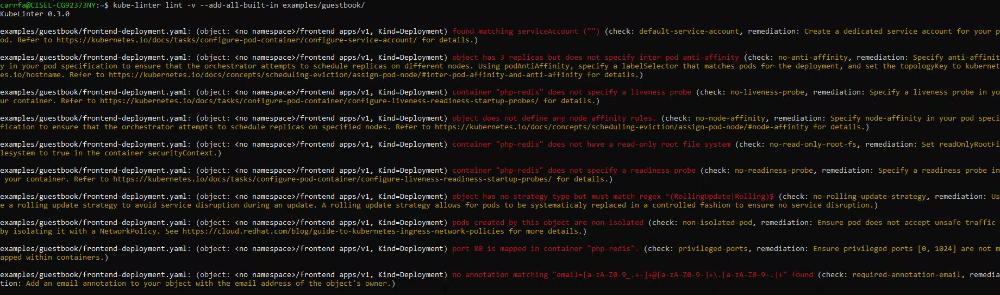 carrfa@CISEL-CG92373NY:~$ kube-linter lint -v --add-all-built-in examples/guestbook/
KubeLinter 0.3.0
examples/guestbook/frontend-deployment.yaml: (object: <no namespace>/frontend apps/v1, Kind=Deployment) found matching serviceAccount ("") (check: default-service-account, remediation: Create a dedicated service account for your p
od. Refer to https://kubernetes.io/docs/tasks/configure-pod-container/configure-service-account/ for details.)
examples/guestbook/frontend-deployment.yaml: (object: <no namespace>/frontend apps/v1, Kind=Deployment) object has 3 replicas but does not specify inter pod anti-affinity (check: no-anti-affinity, remediation: Specify anti-affinit
y in your pod specification to ensure that the orchestrator attempts to schedule replicas on different nodes. Using podAntiAffinity, specify a labelSelector that matches pods for the deployment, and set the topologyKey to kubernet
es.io/hostname. Refer to https://kubernetes.io/docs/concepts/scheduling-eviction/assign-pod-node/#inter-pod-affinity-and-anti-affinity for details.)
examples/guestbook/frontend-deployment.yaml: (object: <no namespace>/frontend apps/v1, Kind=Deployment) container "php-redis" does not specify a liveness probe (check: no-liveness-probe, remediation: Specify a liveness probe in yo
ur container. Refer to https://kubernetes.io/docs/tasks/configure-pod-container/configure-liveness-readiness-startup-probes/ for details.)
examples/guestbook/frontend-deployment.yaml: (object: <no namespace>/frontend apps/v1, Kind=Deployment) object does not define any node affinity rules. (check: no-node-affinity, remediation: Specify node-affinity in your pod speci
fication to ensure that the orchestrator attempts to schedule replicas on specified nodes. Refer to https://kubernetes.io/docs/concepts/scheduling-eviction/assign-pod-node/#node-affinity for details.)
examples/guestbook/frontend-deployment.yaml: (object: <no namespace>/frontend apps/v1, Kind=Deployment) container "php-redis" does not have a read-only root file system (check: no-read-only-root-fs, remediation: Set readOnlyRootFi
lesystem to true in the container securityContext.)
examples/guestbook/frontend-deployment.yaml: (object: <no namespace>/frontend apps/v1, Kind=Deployment) container "php-redis" does not specify a readiness probe (check: no-readiness-probe, remediation: Specify a readiness probe in
your container. Refer to https://kubernetes.io/docs/tasks/configure-pod-container/configure-liveness-readiness-startup-probes/ for details.)
examples/guestbook/frontend-deployment.yaml: (object: <no namespace>/frontend apps/v1, Kind=Deployment) object has no strategy type but must match regex ^(RollingUpdate|Rolling)$ (check: no-rolling-update-strategy, remediation: Us
e a rolling update strategy to avoid service disruption during an update. A rolling update strategy allows for pods to be systematicaly replaced in a controlled fashion to ensure no service disruption.)
examples/guestbook/frontend-deployment.yaml: (object: <no namespace>/frontend apps/v1, Kind=Deployment) pods created by this object are non-isolated (check: non-isolated-pod, remediation: Ensure pod does not accept unsafe traffic
by isolating it with a NetworkPolicy. See https://cloud.redhat.com/blog/guide-to-kubernetes-ingress-network-policies for more details.)
examples/guestbook/frontend-deployment.yaml: (object: <no namespace>/frontend apps/v1, Kind=Deployment) port 80 is mapped in container "php-redis". (check: privileged-ports, remediation: Ensure privileged ports [0, 1024] are not m
apped within containers.)
examples/guestbook/frontend-deployment.yaml: (object: <no namespace>/frontend apps/v1, Kind=Deployment) no annotation matching "email=[a-zA-Z0-9_.+-]+@[a-zA-Z0-9-]+\.[a-zA-Z0-9-.]+" found (check: required-annotation-email, remedia
tion: Add an email annotation to your object with the email address of the object's owner.)